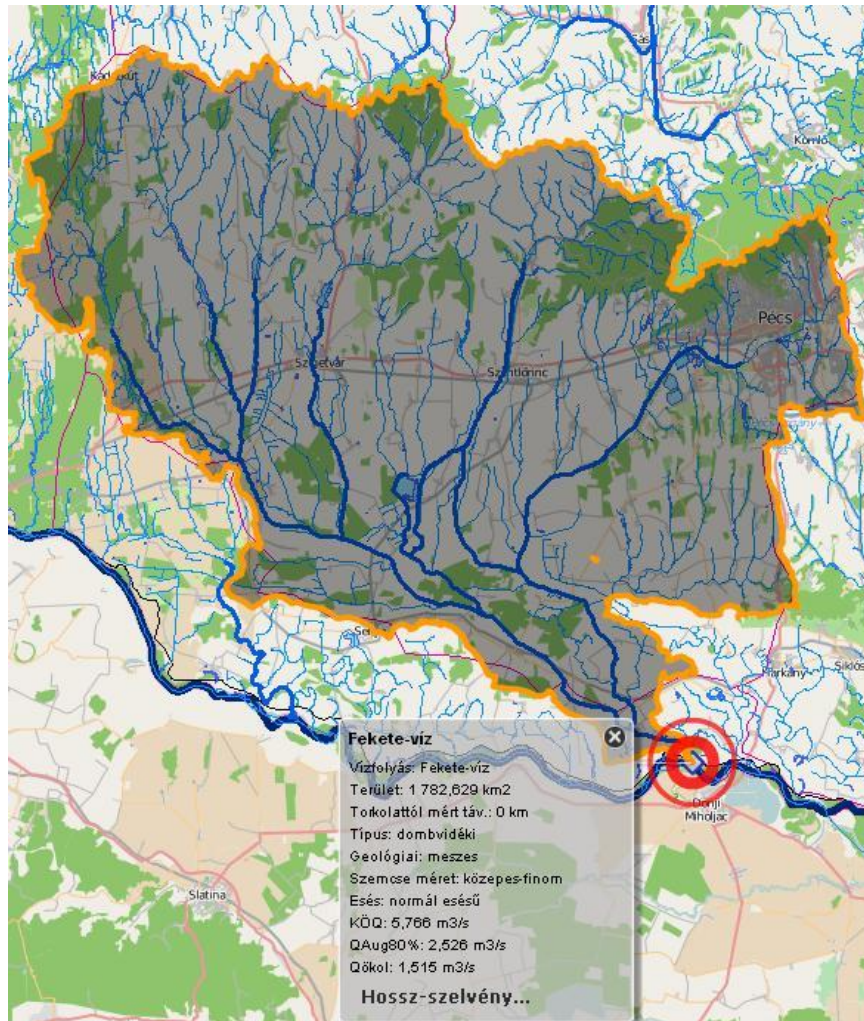 Sás
Komló
Pécs
Szigetvár
Szentlőrinc
Harkány
Siklós
Fekete-víz
Vízfolyás: Fekete-víz
Terület: 1 782,629 km2
Torkolattól mért táv.: 0 km
Típus: dombvidéki
Geológiai: meszes
Szemcse méret: közepes-finom
Esés: normál esésű
KÖQ: 5,766 m3/s
QAug80%: 2,526 m3/s
Qökol: 1,515 m3/s
Hossz-szelvény...
Donji
Miholjac
Slatina